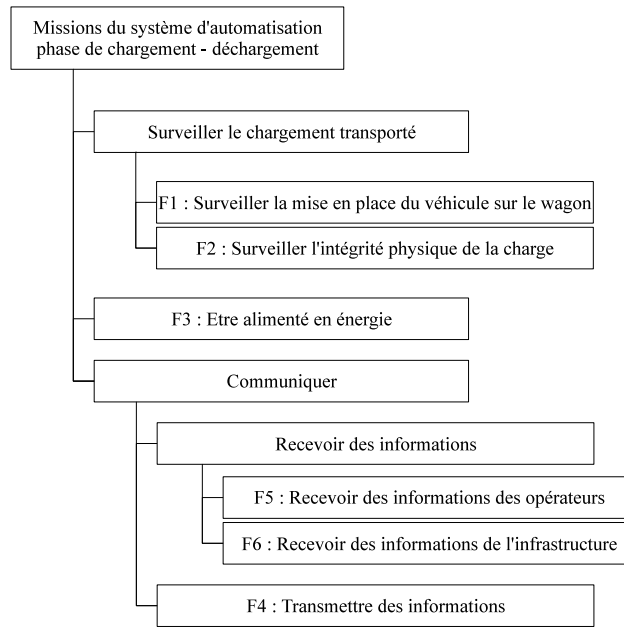 Missions du système d'automatisation
phase de chargement - déchargement
Surveiller le chargement transporté
F1 : Surveiller la mise en place du véhicule sur le wagon
F2 : Surveiller l'intégrité physique de la charge
F3 : Etre alimenté en énergie
Communiquer
Recevoir des informations
F5 : Recevoir des informations des opérateurs
F6 : Recevoir des informations de l'infrastructure
F4 : Transmettre des informations